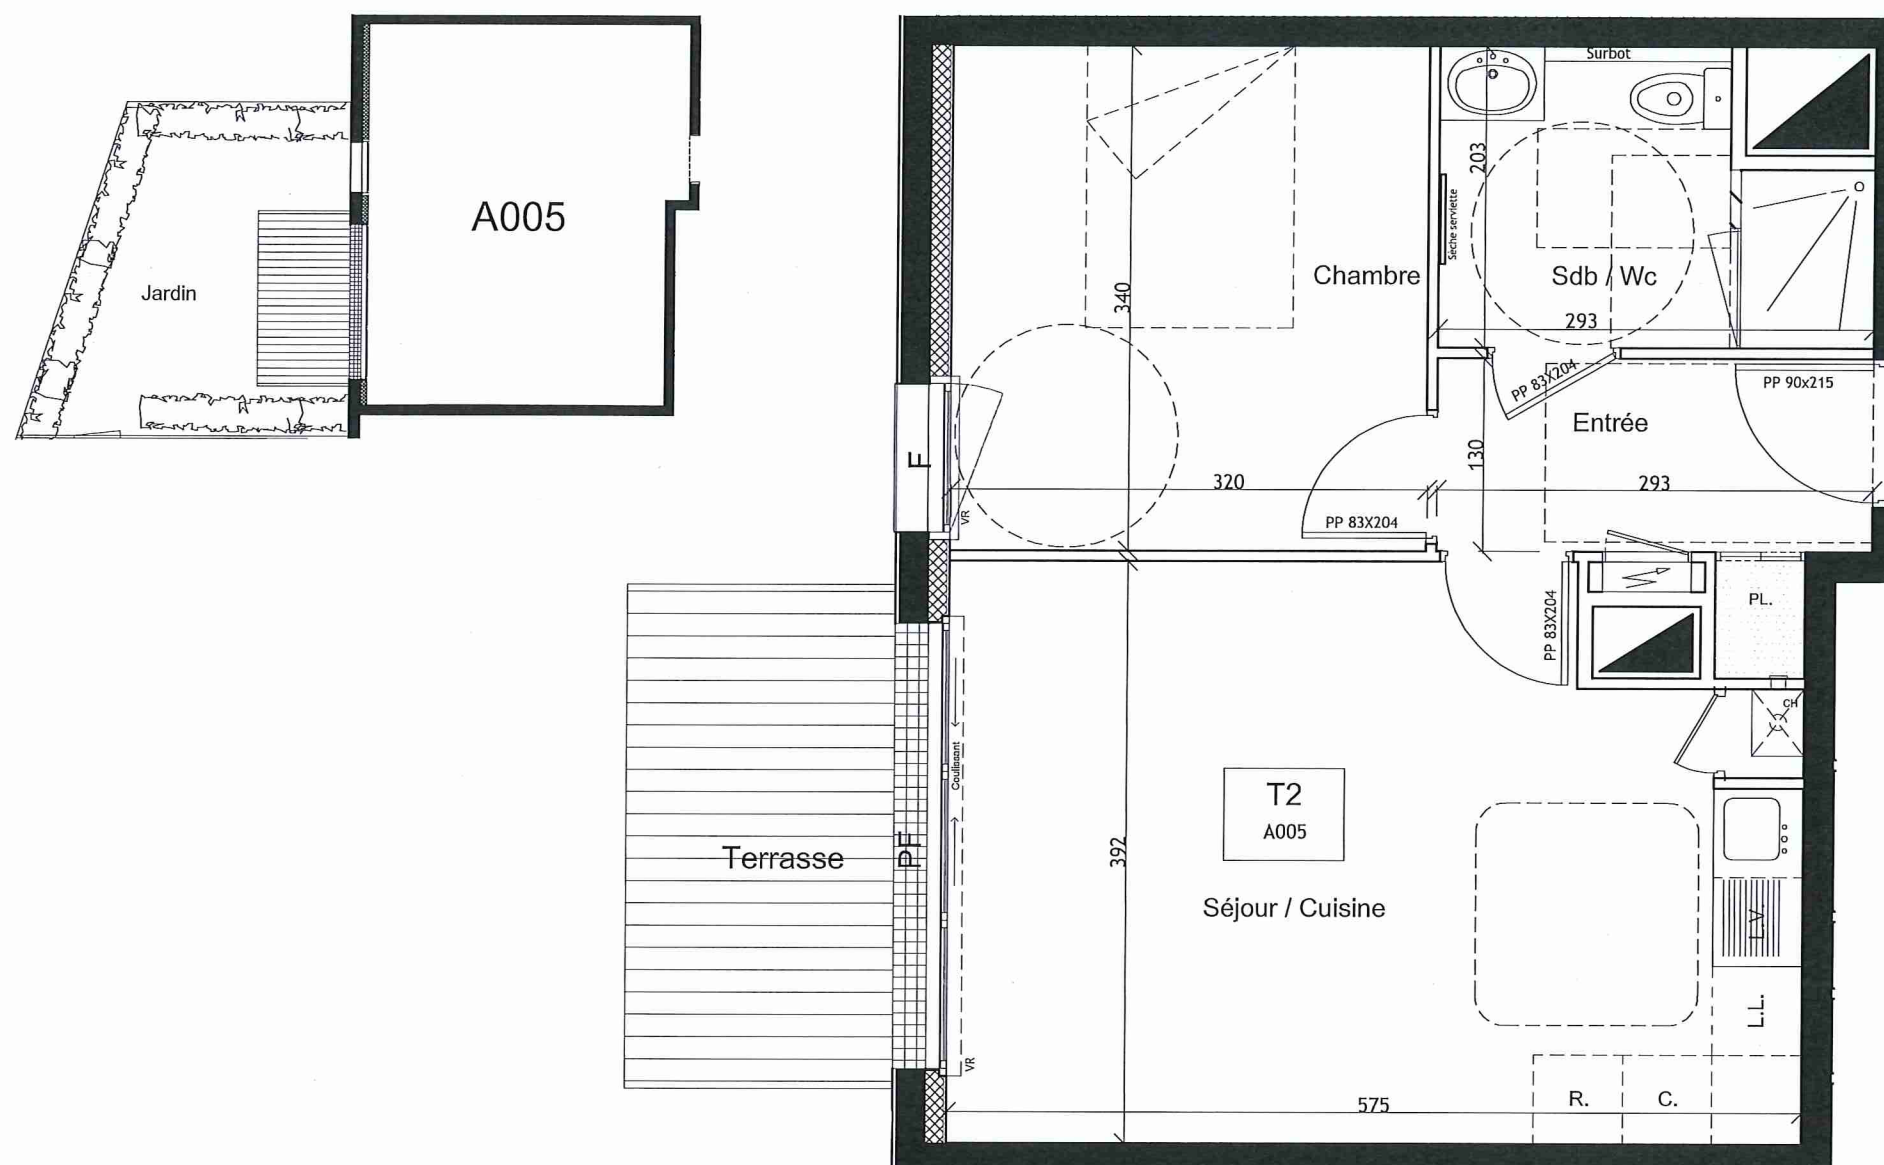 A005
Jardin
Surbot
203
Sèche serviette
Chambre
Sdb / Wc
340
293
PP 83X204
PP 90x215
Entrée
F
130
320
293
VR
PP 83X204
PP 83X204
PL.
CH
Coulissant
T2
A005
Terrasse
PF
392
Séjour / Cuisine
L.V.
L.L.
VR
575
R.
C.